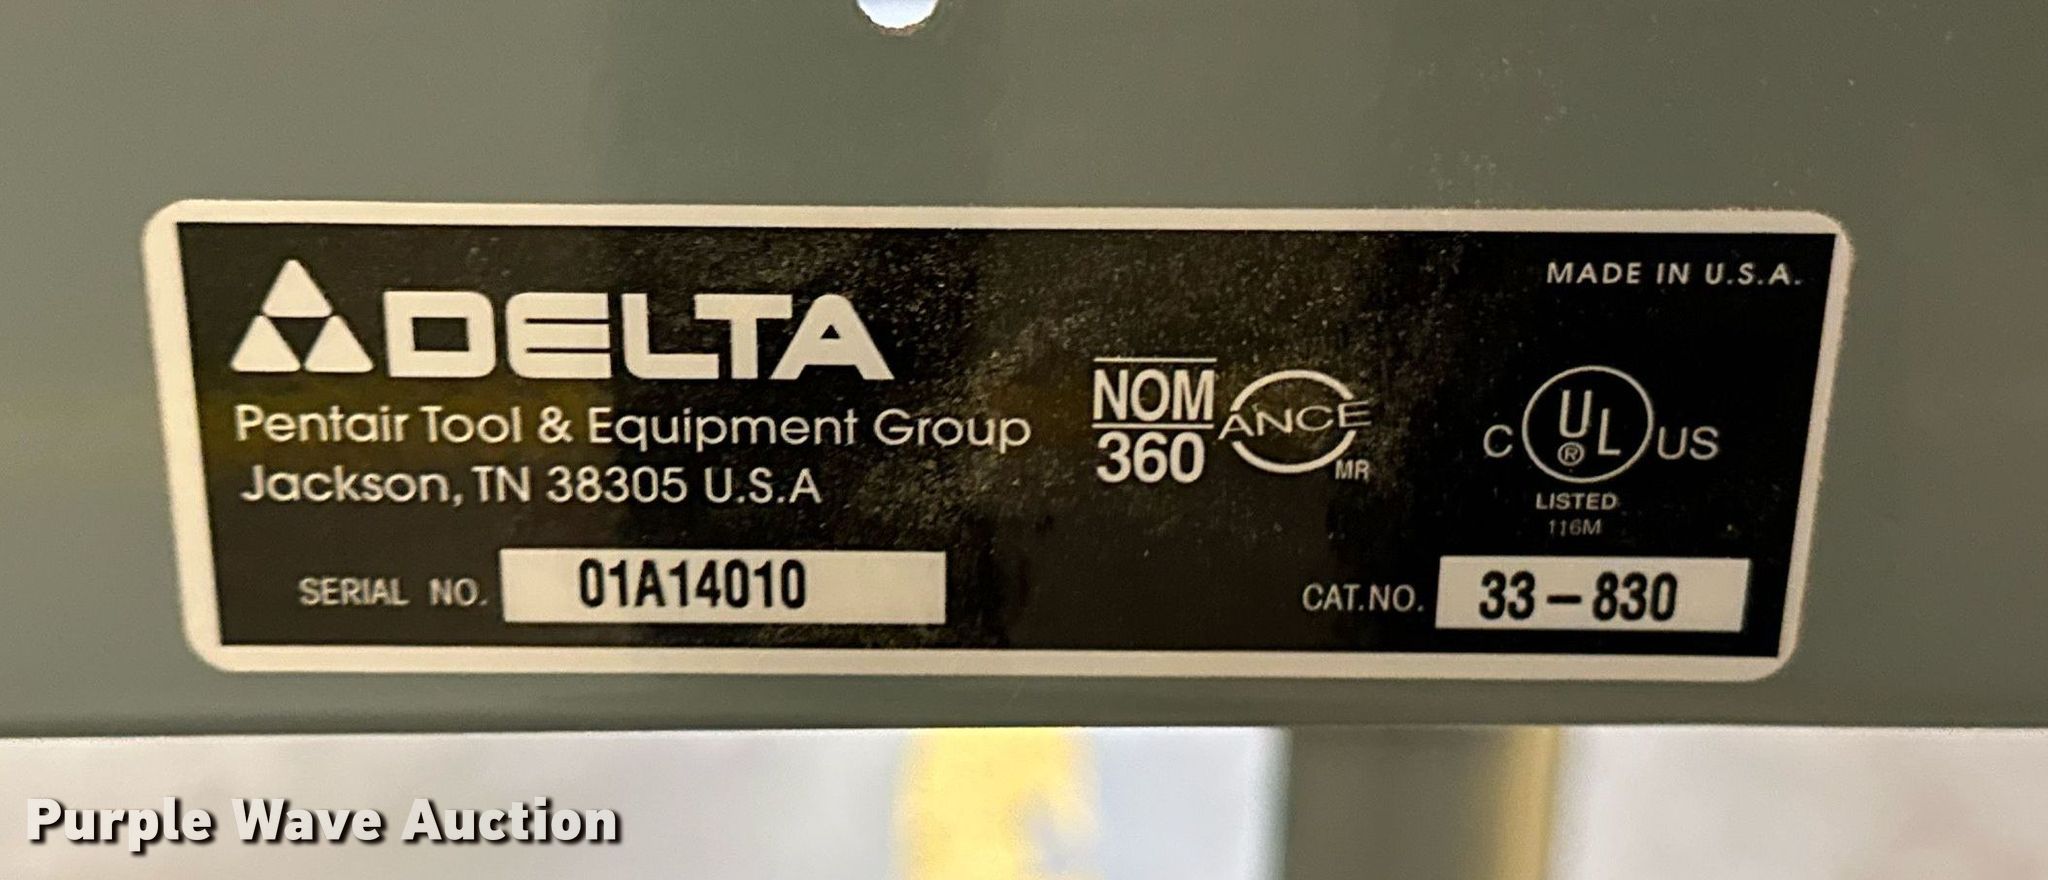 MADE IN U.S.A.
DELTA
Pentair Tool & Equipment Group
Jackson, TN 38305 U.S.A
NOM
360
ANCE
MR
C UL® US
LISTED
116M
SERIAL NO. 01A14010
CAT.NO. 33-830
Purple Wave Auction